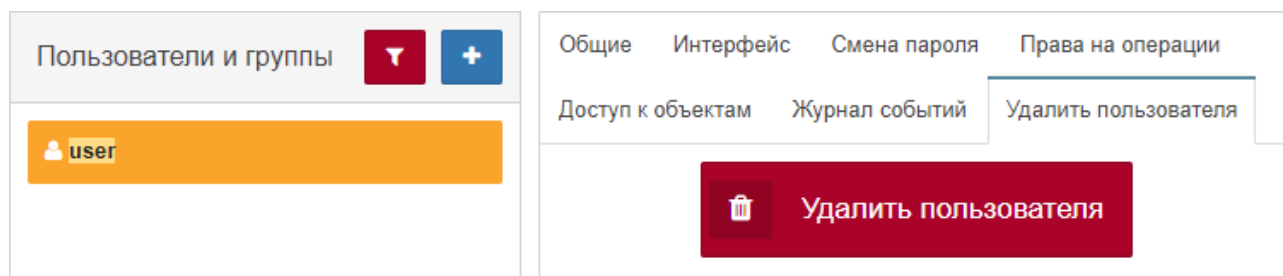 Пользователи и группы
user
Общие Интерфейс Смена пароля Права на операции
Доступ к объектам Журнал событий Удалить пользователя
Удалить пользователя